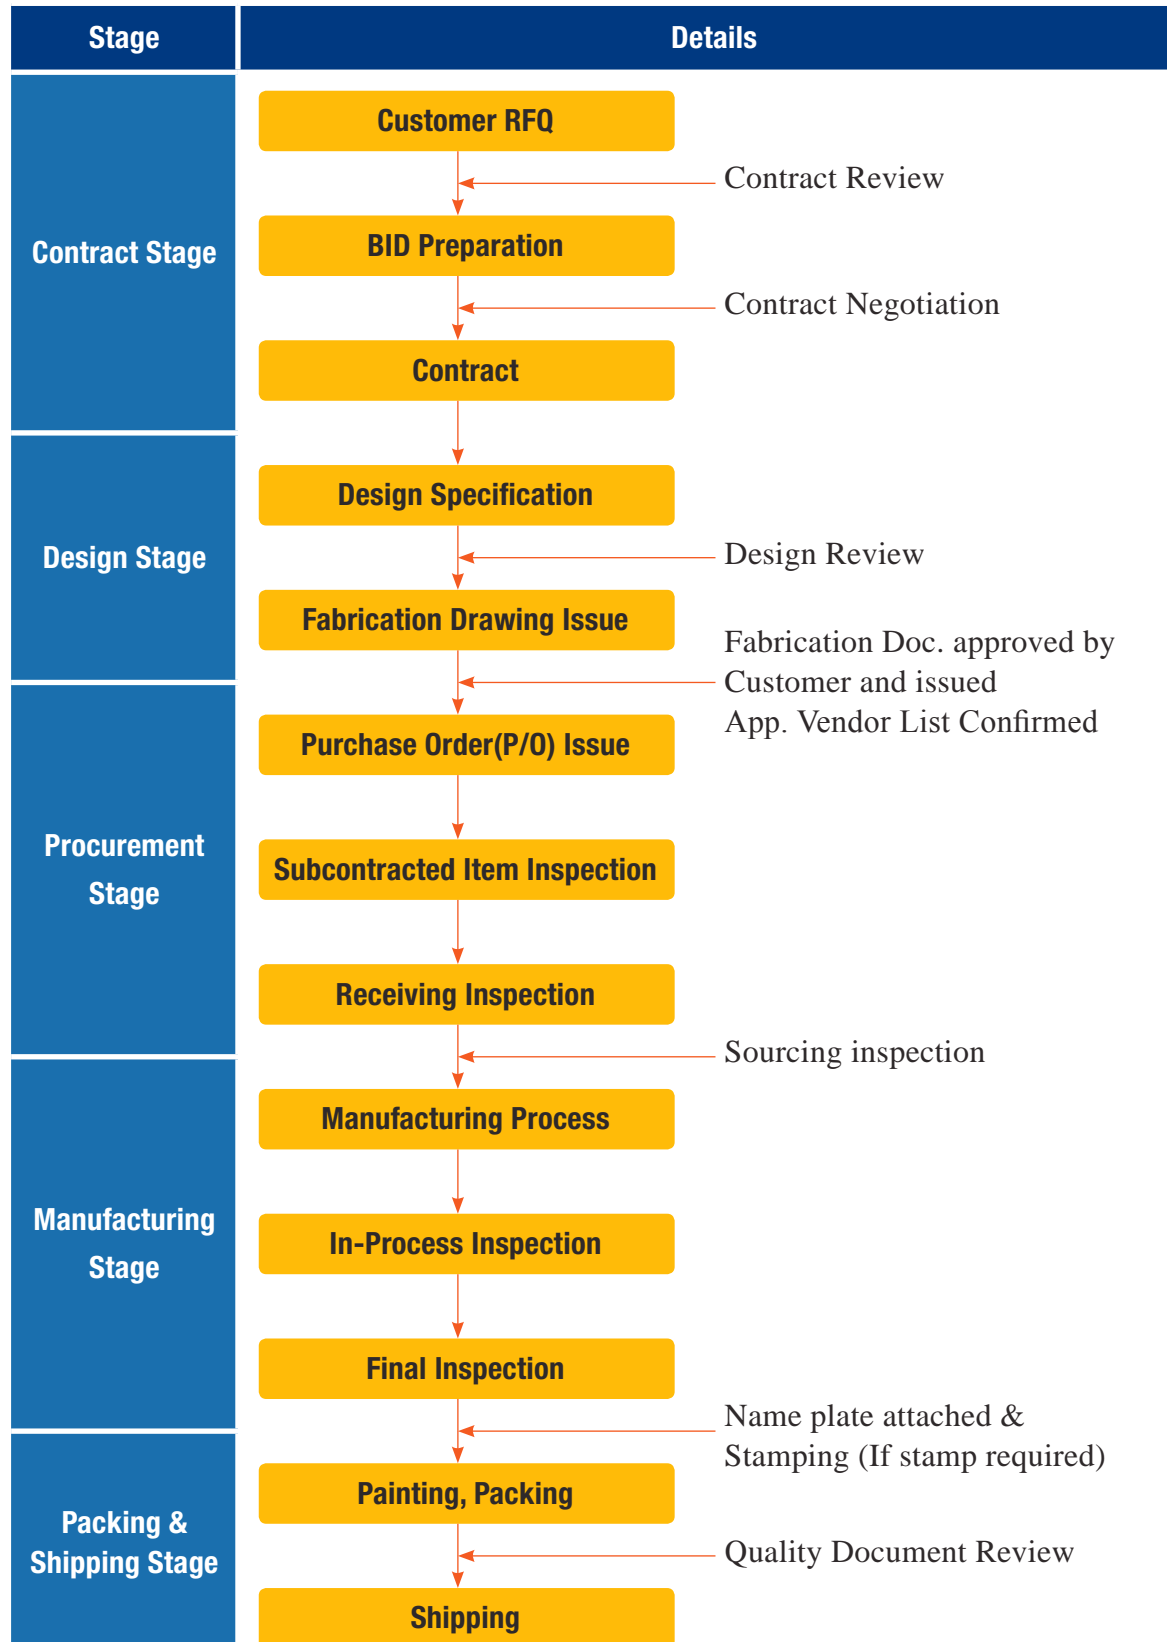 Stage
Details
Contract Stage
Customer RFQ
Contract Review
BID Preparation
Contract Negotiation
Contract
Design Stage
Design Specification
Design Review
Fabrication Drawing Issue
Fabrication Doc. approved by
Customer and issued
App. Vendor List Confirmed
Procurement
Stage
Purchase Order(P/O) Issue
Subcontracted Item Inspection
Receiving Inspection
Sourcing inspection
Manufacturing
Stage
Manufacturing Process
In-Process Inspection
Final Inspection
Name plate attached &
Stamping (If stamp required)
Packing &
Shipping Stage
Painting, Packing
Quality Document Review
Shipping